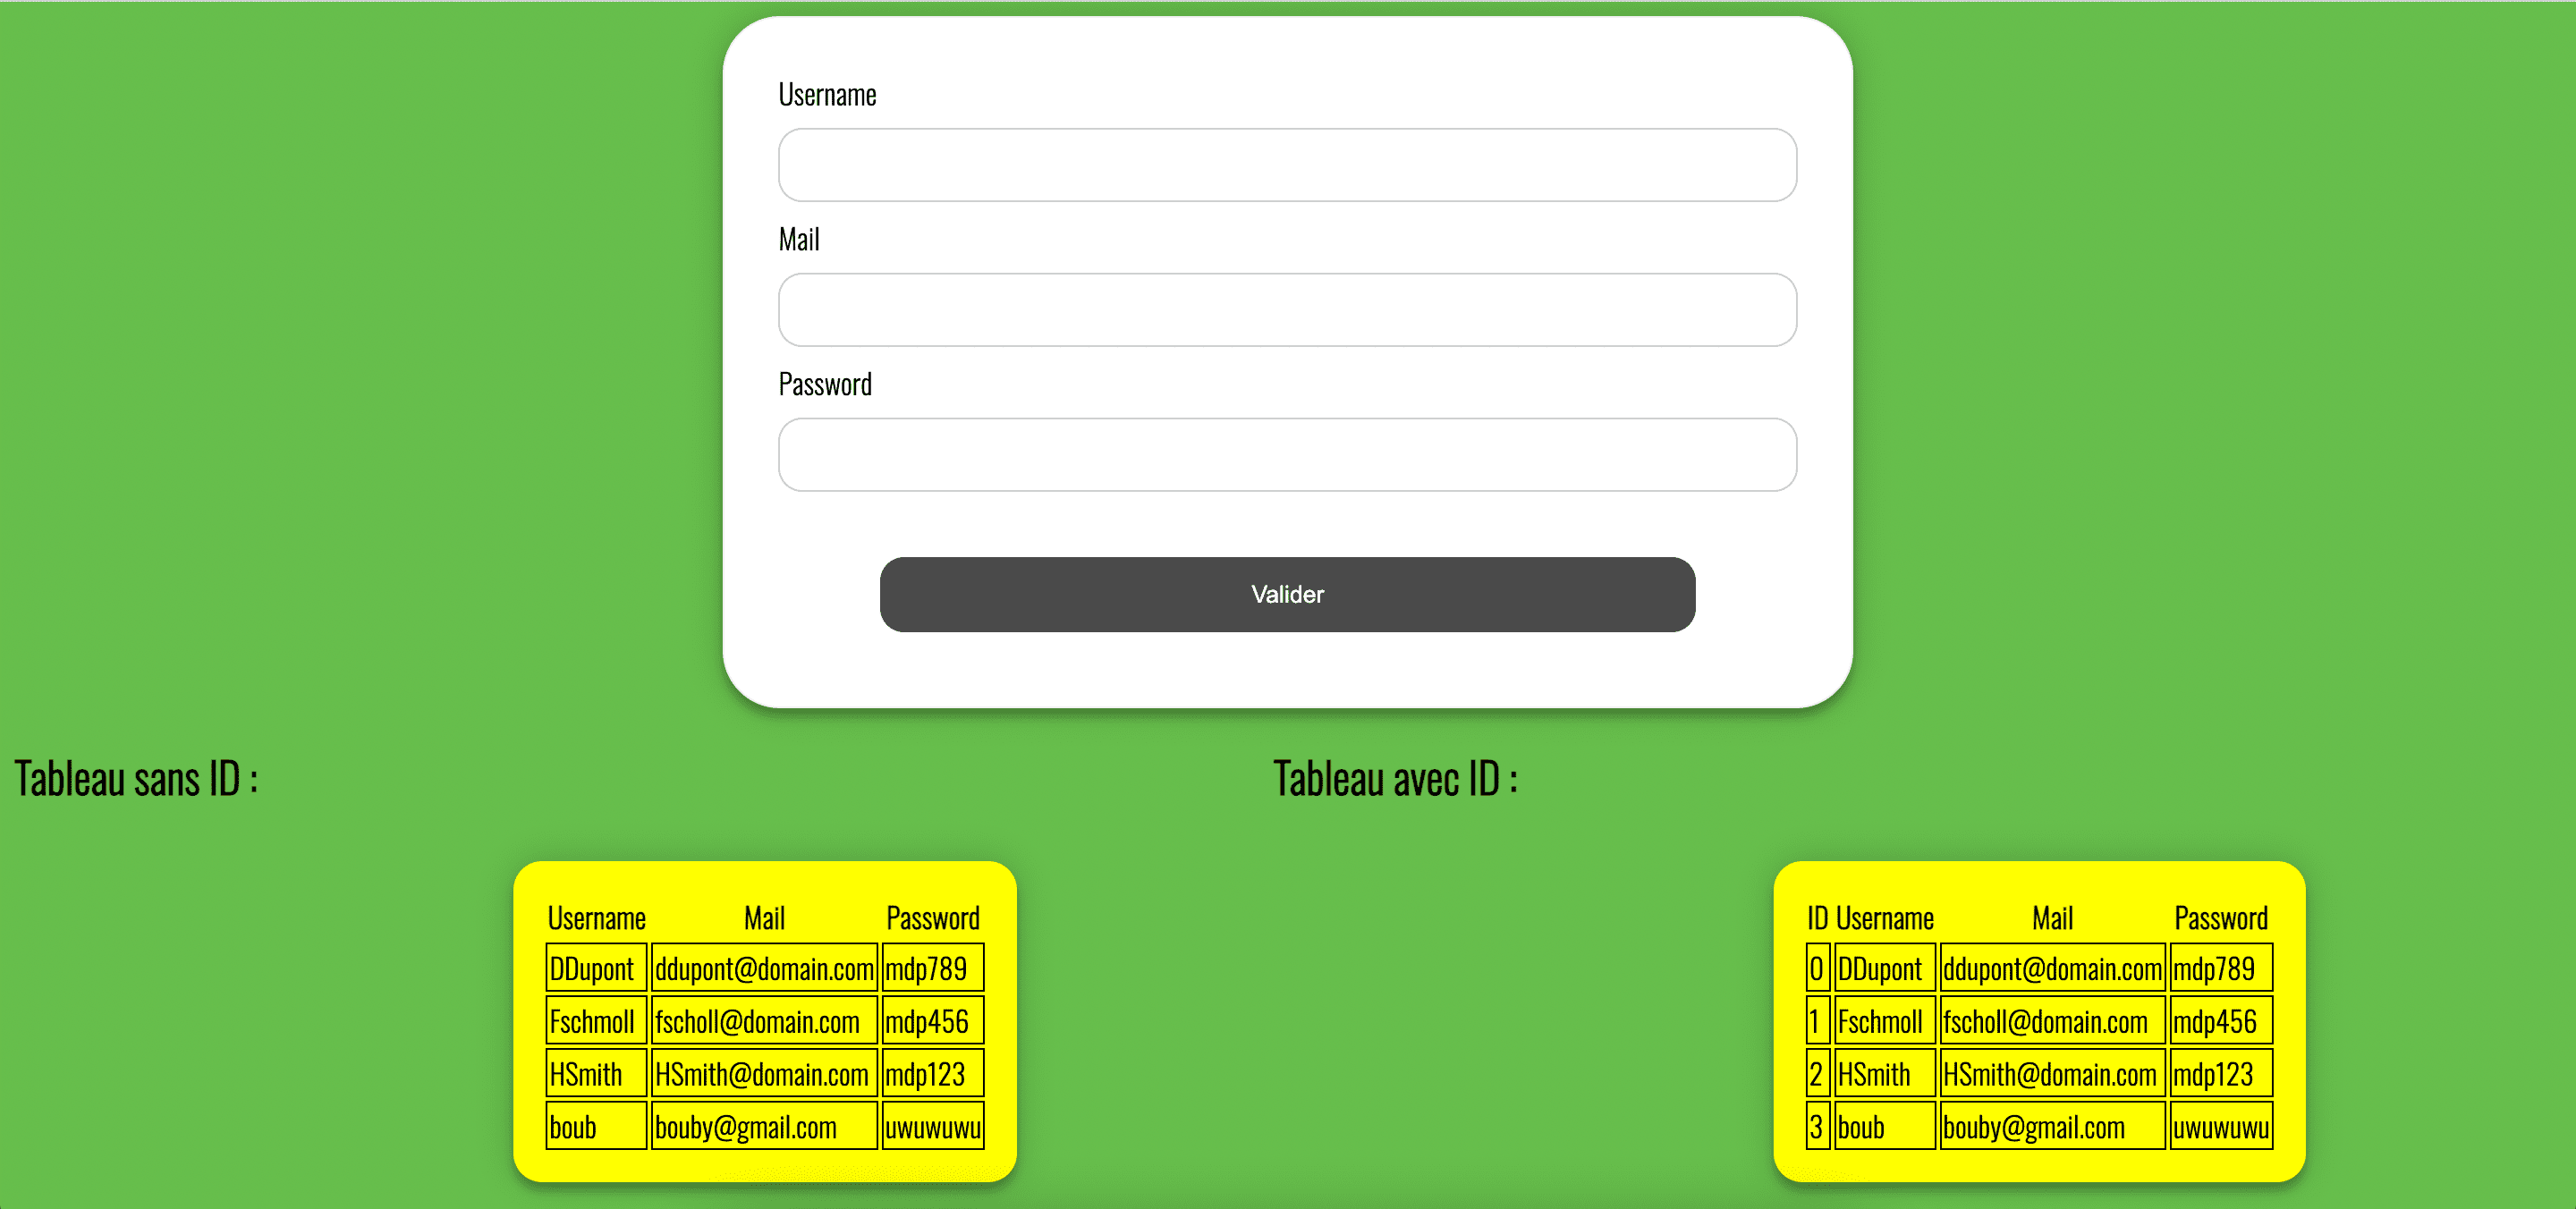 Username
Mail
Password
Valider
Tableau sans ID :
Username Mail Password
DDupont ddupont@domain.com mdp789
Fschmoll fscholl@domain.com mdp456
HSmith HSmith@domain.com mdp123
boub bouby@gmail.com uwuwuwu
Tableau avec ID :
ID Username Mail Password
0 DDupont ddupont@domain.com mdp789
1 Fschmoll fscholl@domain.com mdp456
2 HSmith HSmith@domain.com mdp123
3 boub bouby@gmail.com uwuwuwu